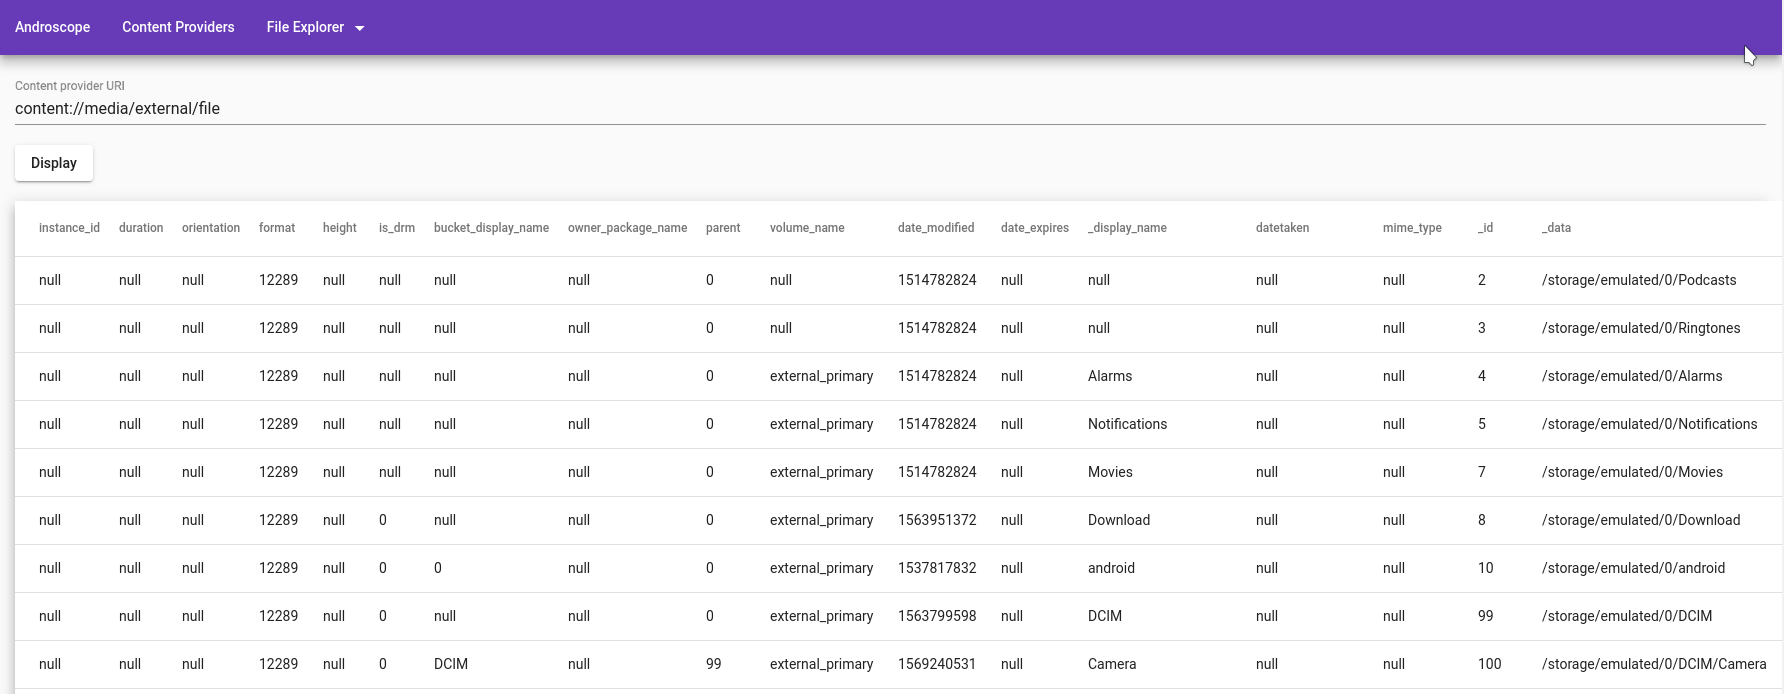 Androscope Content Providers File Explorer
Content provider URI
content://media/external/file
Display
instance_id duration orientation format height is_drm bucket_display_name owner_package_name parent volume_name date_modified date_expires _display_name datetaken mime_type _id _data
null null null 12289 null null null null 0 null 1514782824 null null null null 2 /storage/emulated/0/Podcasts
null null null 12289 null null null null 0 null 1514782824 null null null null 3 /storage/emulated/0/Ringtones
null null null 12289 null null null null 0 external_primary 1514782824 null Alarms null null 4 /storage/emulated/0/Alarms
null null null 12289 null null null null 0 external_primary 1514782824 null Notifications null null 5 /storage/emulated/0/Notifications
null null null 12289 null null null null 0 external_primary 1514782824 null Movies null null 7 /storage/emulated/0/Movies
null null null 12289 null 0 null null 0 external_primary 1563951372 null Download null null 8 /storage/emulated/0/Download
null null null 12289 null 0 0 null 0 external_primary 1537817832 null android null null 10 /storage/emulated/0/android
null null null 12289 null 0 null null 0 external_primary 1563799598 null DCIM null null 99 /storage/emulated/0/DCIM
null null null 12289 null 0 DCIM null 99 external_primary 1569240531 null Camera null null 100 /storage/emulated/0/DCIM/Camera